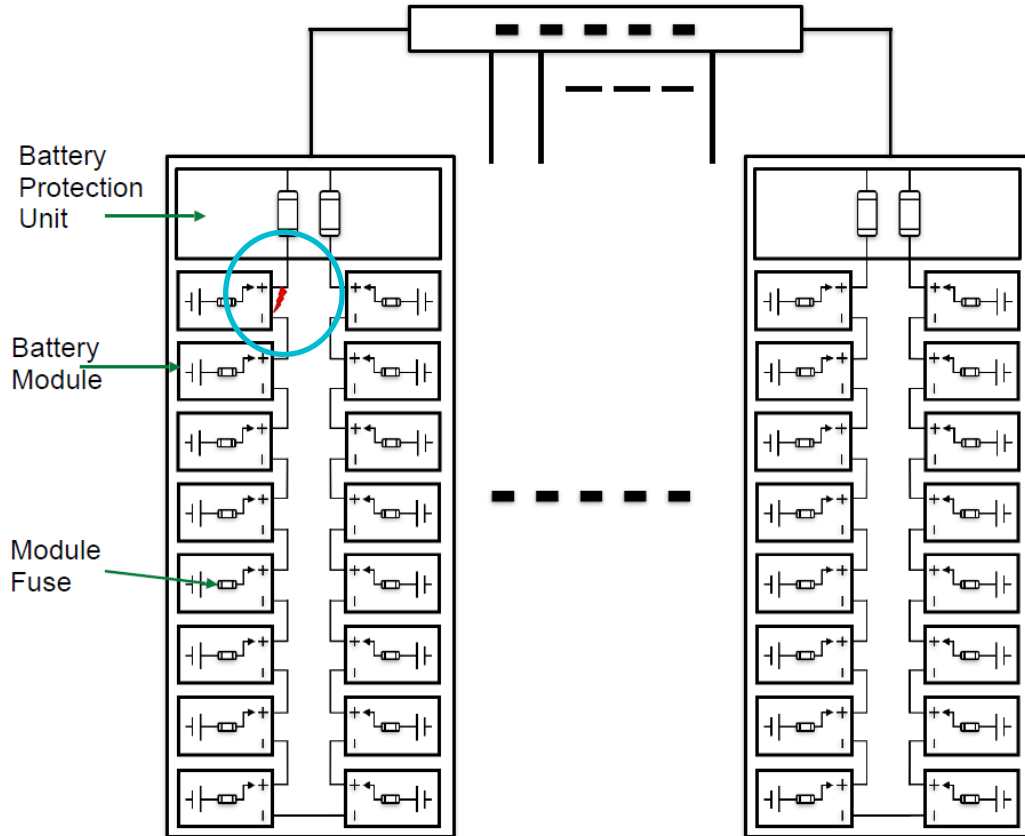 Battery
Protection
Unit
Battery
Module
Module
Fuse